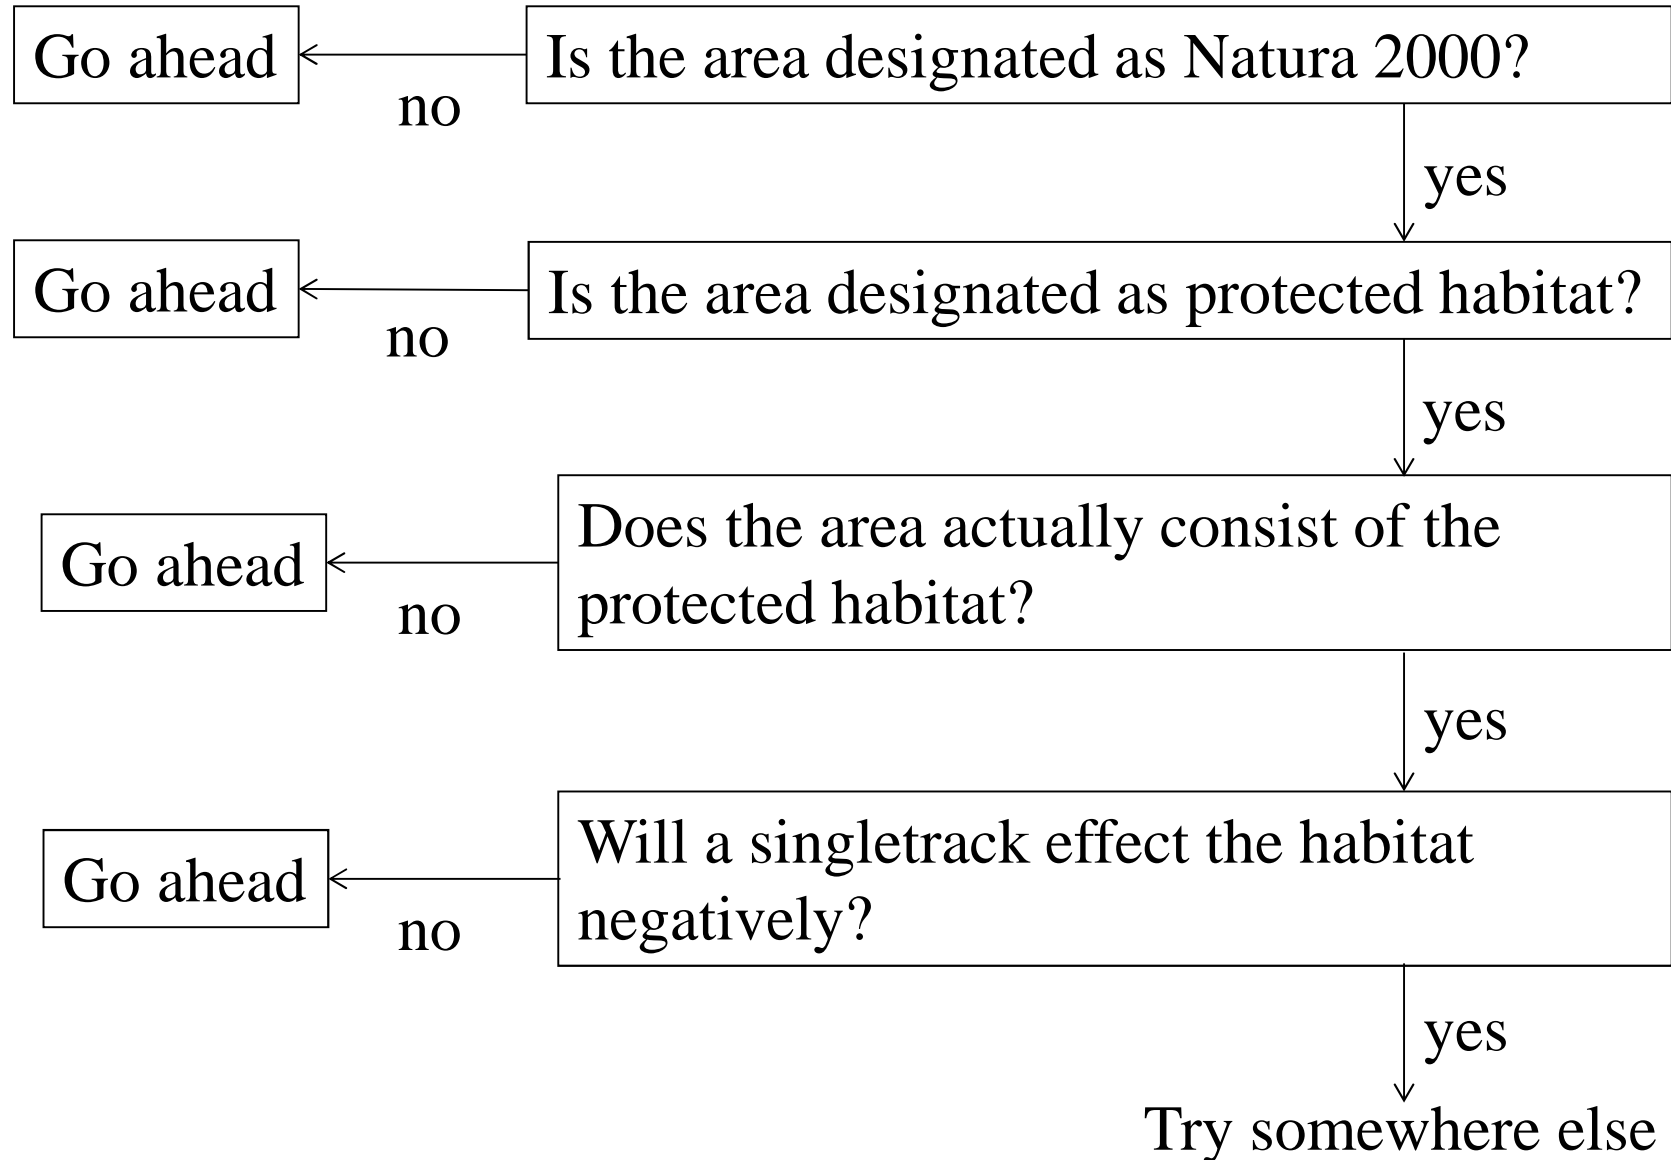 Go ahead
Is the area designated as Natura 2000?
no
yes
Go ahead
Is the area designated as protected habitat?
no
yes
Does the area actually consist of the
protected habitat?
Go ahead
no
yes
Will a singletrack effect the habitat
negatively?
Go ahead
no
yes
Try somewhere else